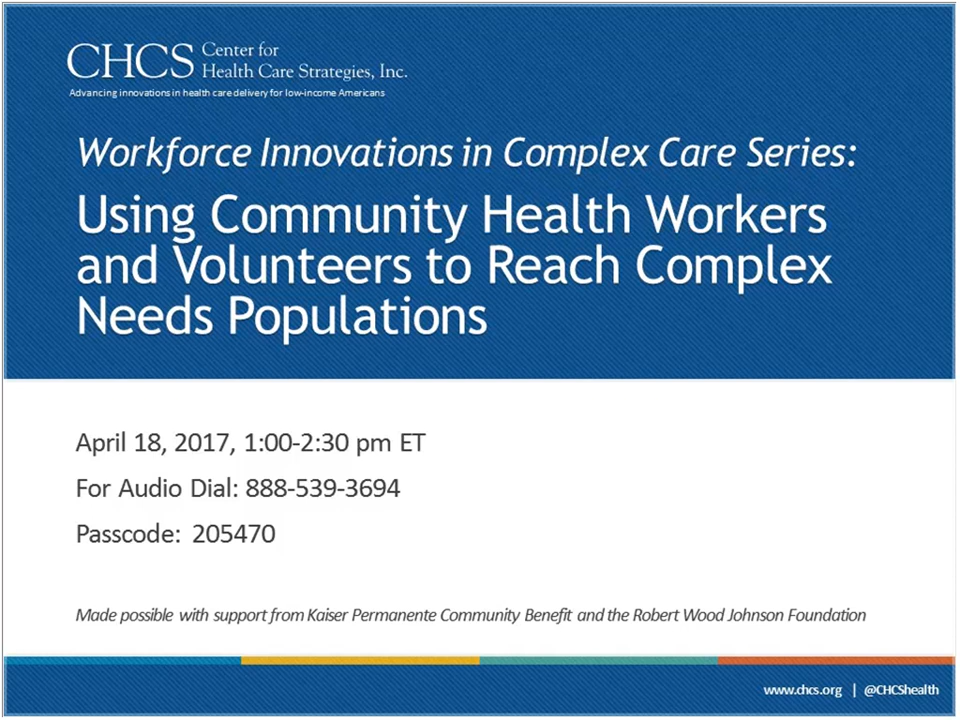 CHCS Center for
Health Care Strategies, Inc.
Advancing innovations in health care delivery for low-income Americans
Workforce Innovations in Complex Care Series:
Using Community Health Workers
and Volunteers to Reach Complex
Needs Populations
April 18, 2017, 1:00-2:30 pm ET
For Audio Dial: 888-539-3694
Passcode: 205470
Made possible with support from Kaiser Permanente Community Benefit and the Robert Wood Johnson Foundation
www.chcs.org | @CHCShealth